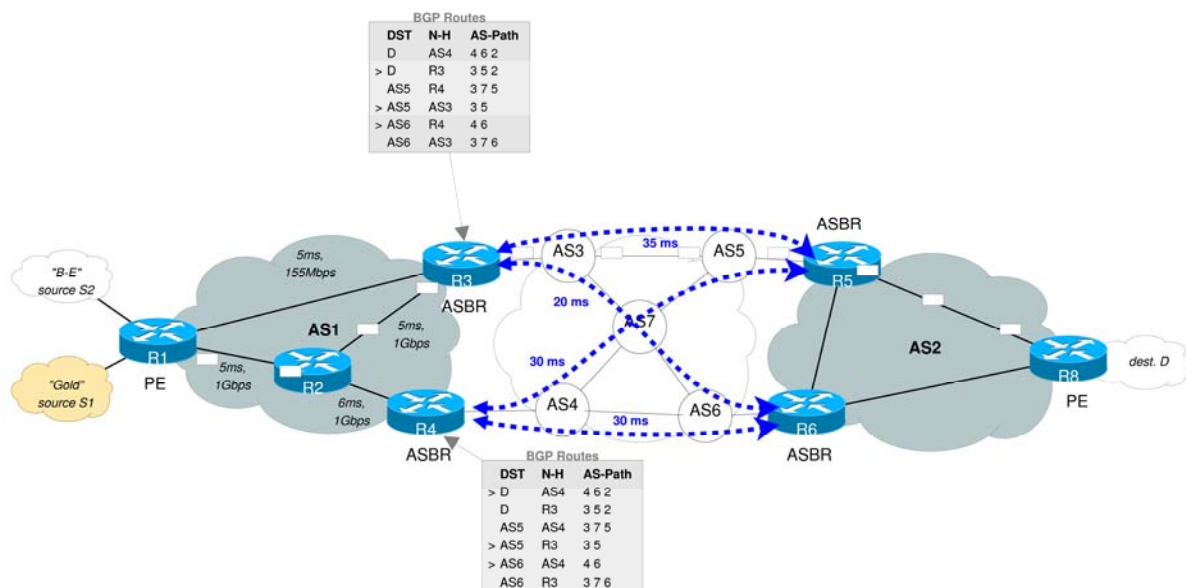 BGP Routes
DST N-H AS-Path
D AS4 4 6 2
> D R3 3 5 2
AS5 R4 3 7 5
> AS5 AS3 3 5
> AS6 R4 4 6
AS6 AS3 3 7 6
ASBR
5ms,
155Mbps
R3
AS3
35 ms
AS5
R5
"B-E"
source S2
ASBR
20 ms
AS1
5ms,
1Gbps
AS7
AS2
R1
5ms,
1Gbps
R2
30 ms
R8
dest. D
PE
"Gold"
source S1
6ms,
1Gbps
R4
AS4
30 ms
AS6
R6
PE
ASBR
ASBR
BGP Routes
DST N-H AS-Path
> D AS4 4 6 2
D R3 3 5 2
AS5 AS4 3 7 5
> AS5 R3 3 5
> AS6 AS4 4 6
AS6 R3 3 7 6